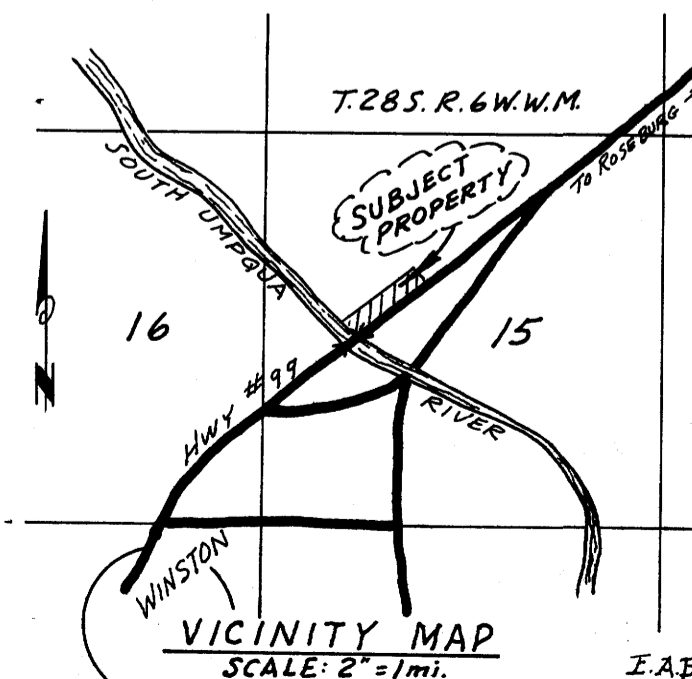 T.28S. R.6W.W.M.
TO ROSEBURG
SOUTH UMPQUA
SUBJECT
PROPERTY
16
15
N
HWY #99
RIVER
WINSTON
VICINITY MAP
SCALE: 2"=1mi.